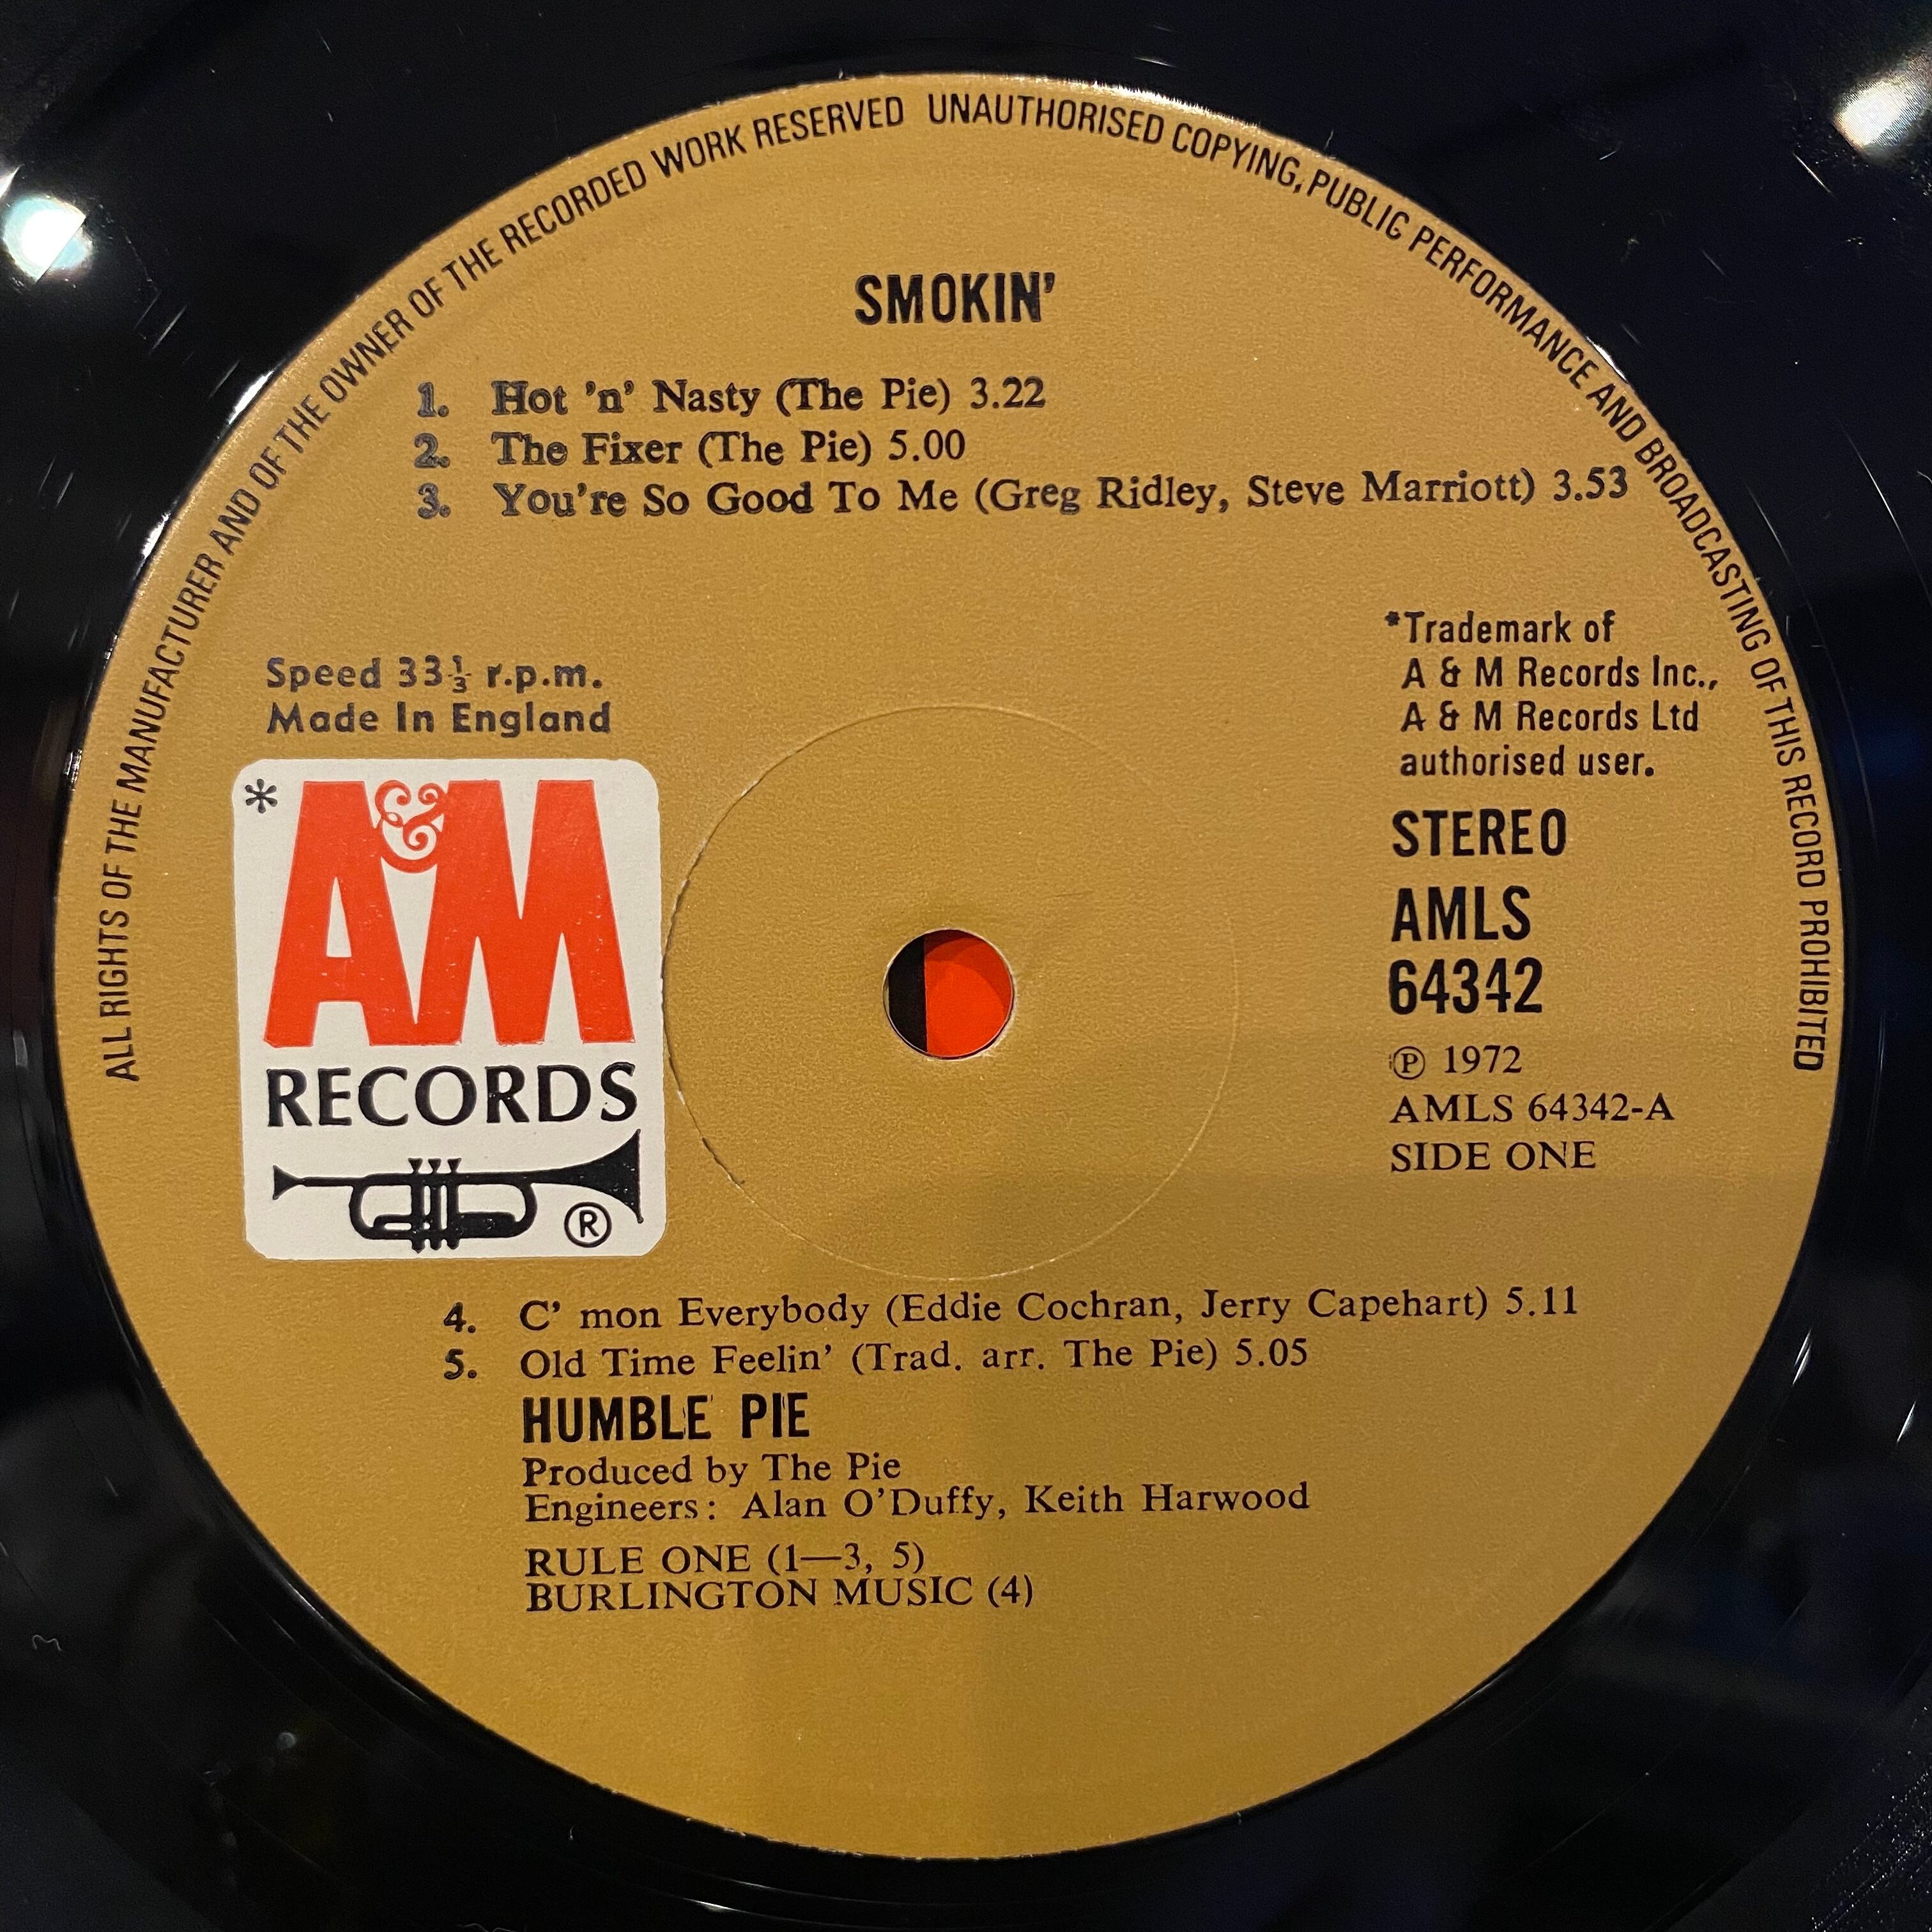 ALL RIGHTS OF THE MANUFACTURER AND OF THE OWNER OF THE RECORDED WORK RESERVED UNAUTHORISED COPYING, PUBLIC PERFORMANCE AND BROADCASTING OF THIS RECORD PROHIBITED
SMOKIN'
1. Hot 'n' Nasty (The Pie) 3.22
2. The Fixer (The Pie) 5.00
3. You're So Good To Me (Greg Ridley, Steve Marriott) 3.53
Speed 33⅓ r.p.m.
Made In England
*
A&M
RECORDS
®
*Trademark of
A & M Records Inc.,
A & M Records Ltd
authorised user.
STEREO
AMLS
64342
℗ 1972
AMLS 64342-A
SIDE ONE
4. C' mon Everybody (Eddie Cochran, Jerry Capehart) 5.11
5. Old Time Feelin' (Trad. arr. The Pie) 5.05
HUMBLE PIE
Produced by The Pie
Engineers: Alan O'Duffy, Keith Harwood
RULE ONE (1—3, 5)
BURLINGTON MUSIC (4)